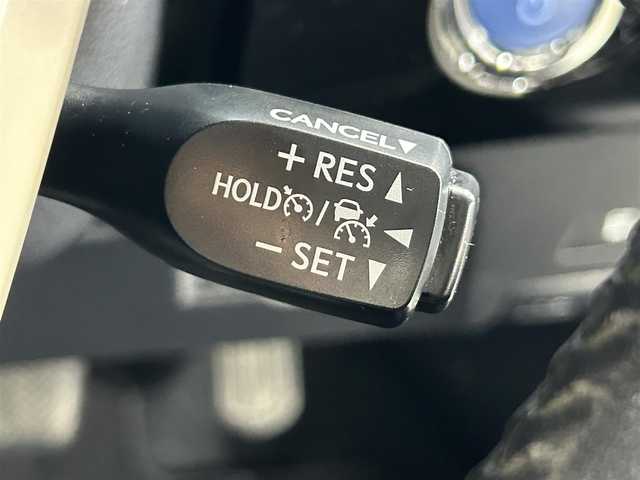 CANCEL▼
+ RES ▲
HOLD / ◀
− SET ▼